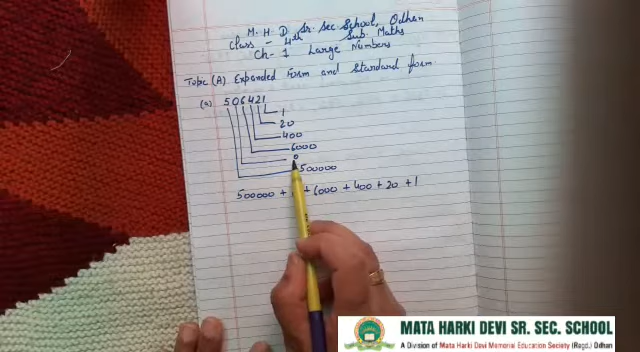 M. H. D. Sr. Sec. School, Odhan
Class - 4th Sub. Maths
Ch- 1 Large Numbers
Topic (A) Expanded form and Standard form
(a) 506421
1
20
400
6000
0
500000
500000 + + 6000 + 400 + 20 + 1
MATA HARKI DEVI SR. SEC. SCHOOL
A Division of Mata Harki Devi Memorial Education Society (Regd.) Odhan